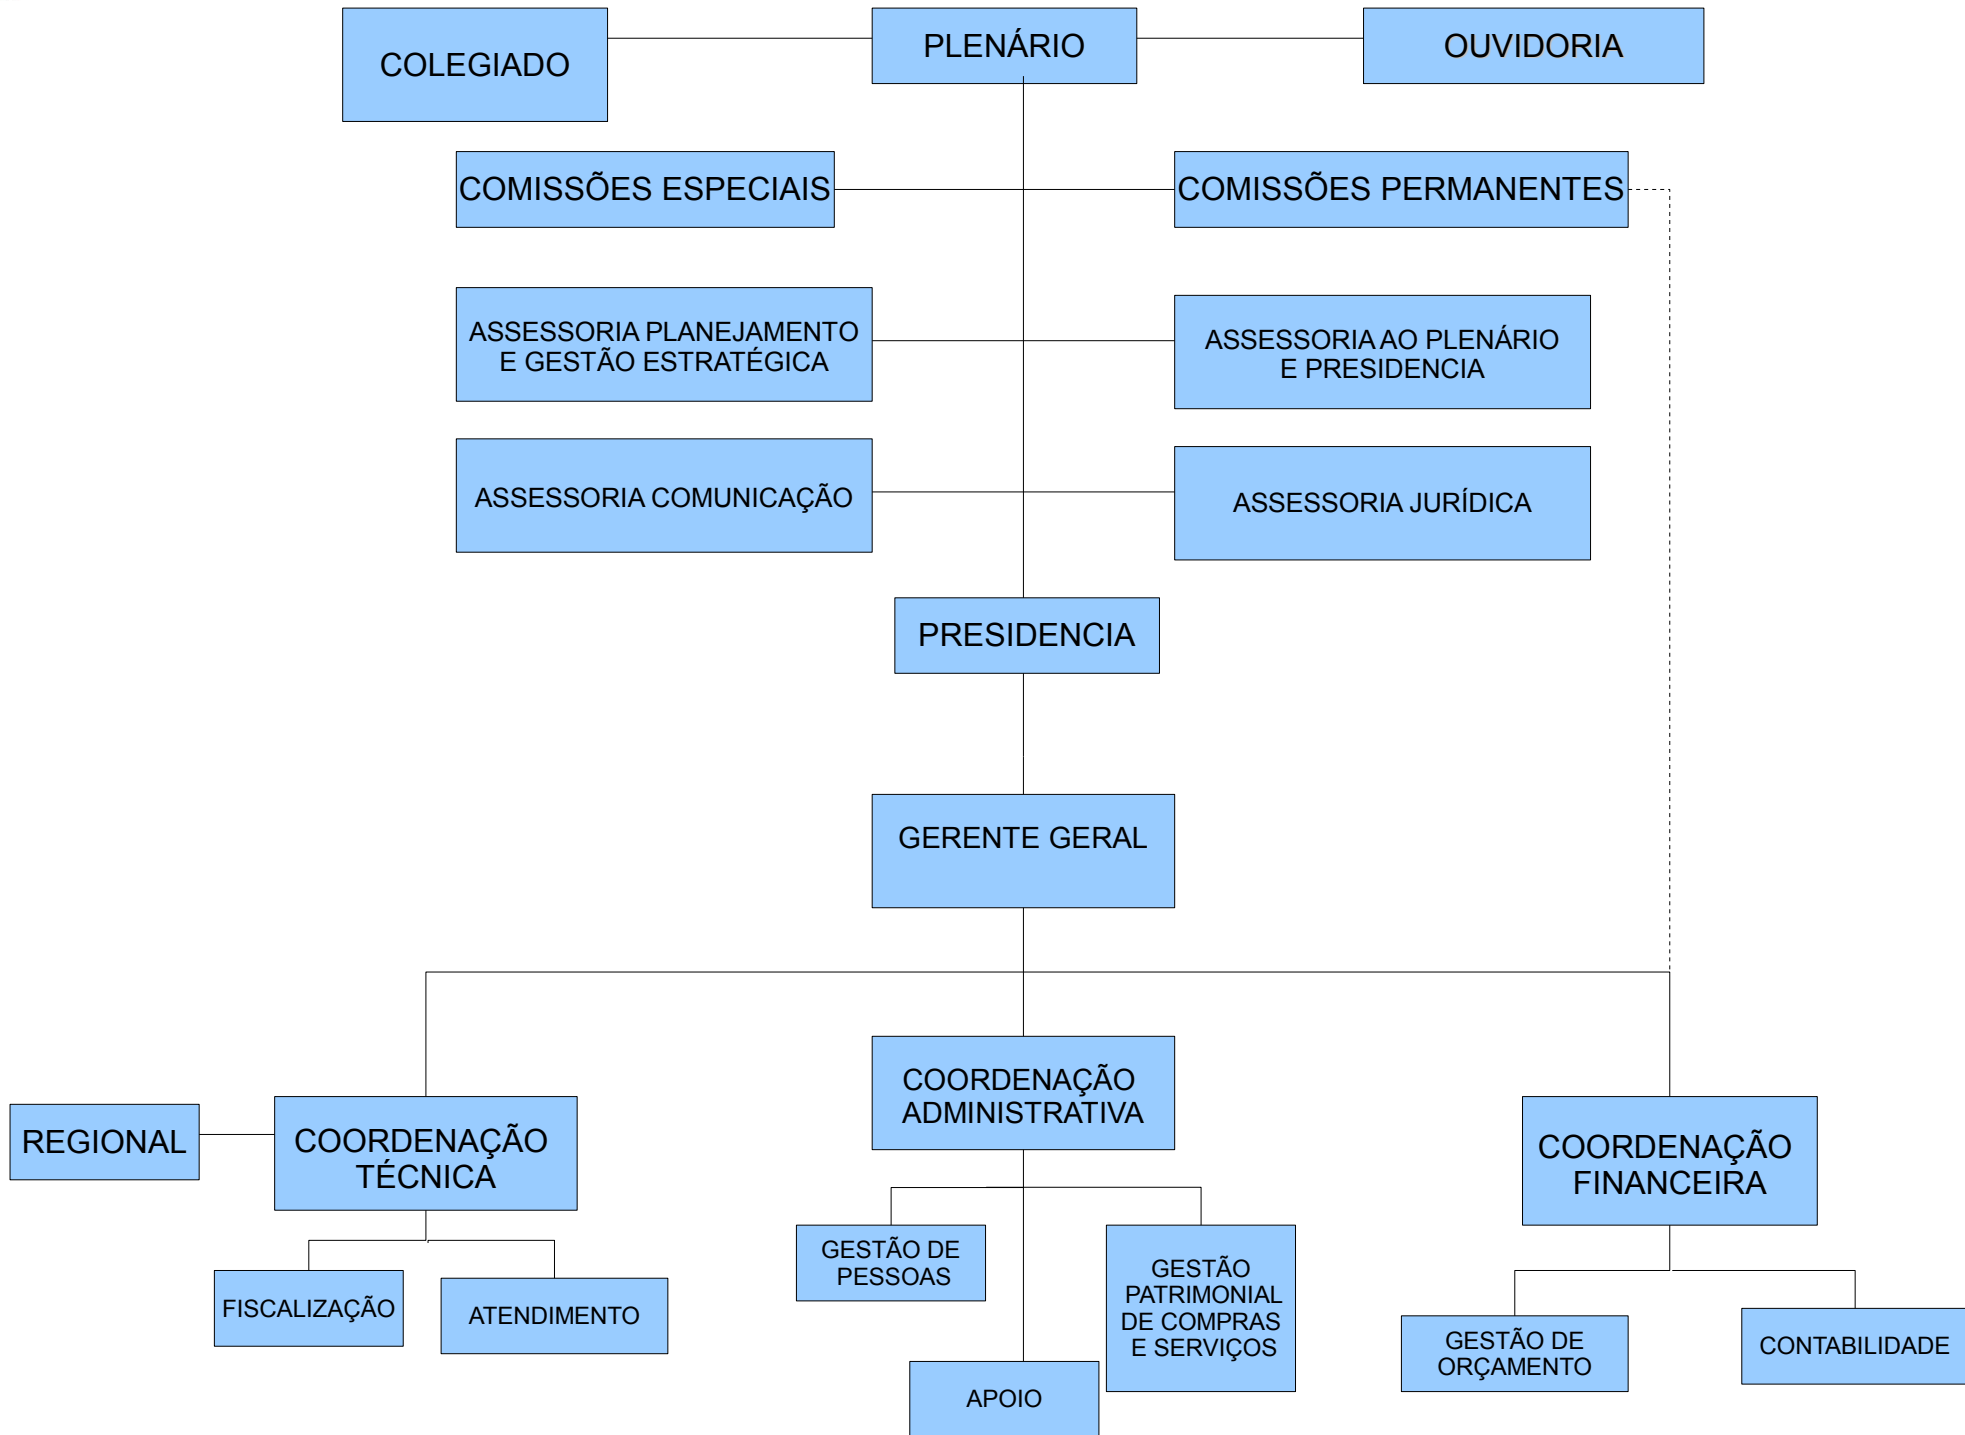 COLEGIADO
PLENÁRIO
OUVIDORIA
COMISSÕES ESPECIAIS
COMISSÕES PERMANENTES
ASSESSORIA PLANEJAMENTO
E GESTÃO ESTRATÉGICA
ASSESSORIA AO PLENÁRIO
E PRESIDENCIA
ASSESSORIA COMUNICAÇÃO
ASSESSORIA JURÍDICA
PRESIDENCIA
GERENTE GERAL
REGIONAL
COORDENAÇÃO
TÉCNICA
COORDENAÇÃO
ADMINISTRATIVA
COORDENAÇÃO
FINANCEIRA
FISCALIZAÇÃO
ATENDIMENTO
GESTÃO DE
PESSOAS
APOIO
GESTÃO
PATRIMONIAL
DE COMPRAS
E SERVIÇOS
GESTÃO DE
ORÇAMENTO
CONTABILIDADE